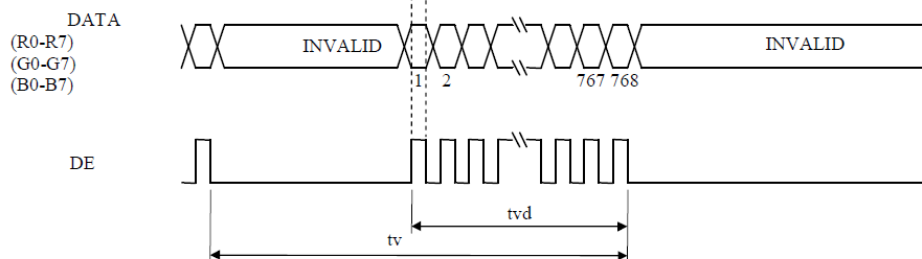 DATA
(R0-R7)
(G0-G7)
(B0-B7)
INVALID
INVALID
1 2 767 768
DE
tvd
tv